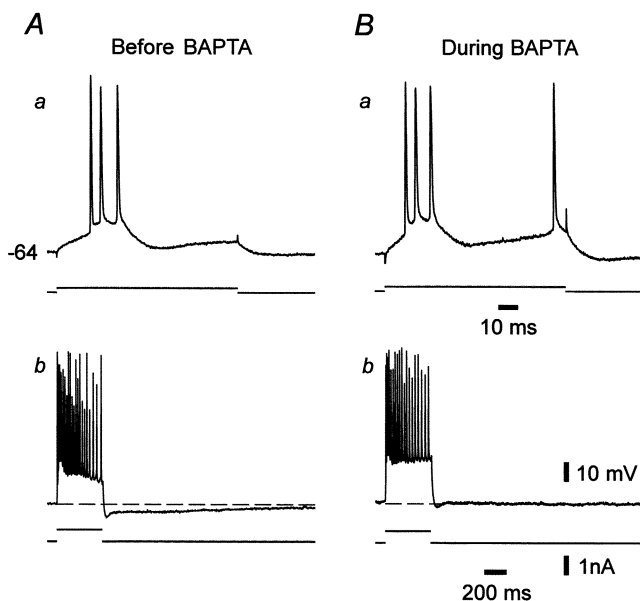 A
Before BAPTA
a
-64
b
B
During BAPTA
a
10 ms
b
10 mV
1nA
200 ms